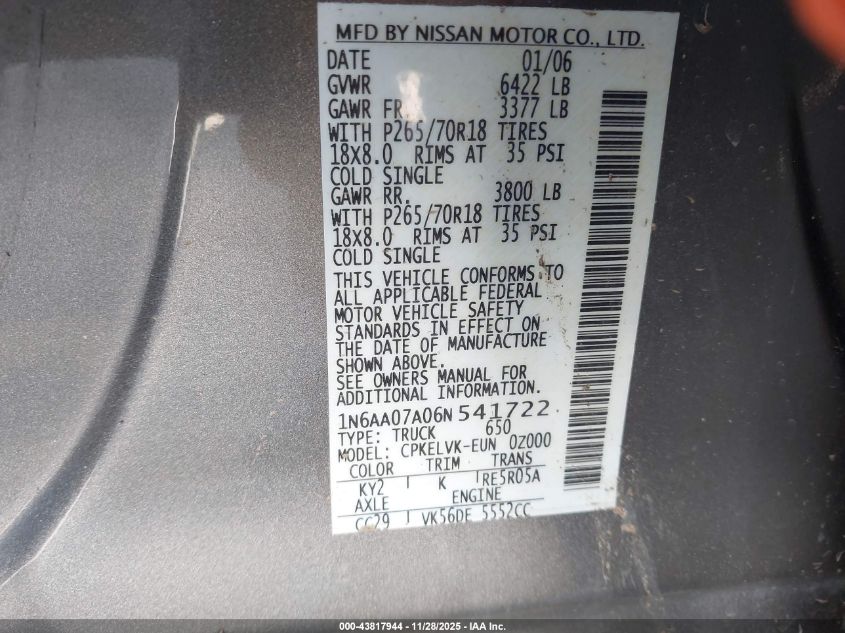 MFD BY NISSAN MOTOR CO., LTD.
DATE 01/06
GVWR 6422 LB
GAWR FR 3377 LB
WITH P265/70R18 TIRES
18X8.0 RIMS AT 35 PSI
COLD SINGLE
GAWR RR. 3800 LB
WITH P265/70R18 TIRES
18X8.0 RIMS AT 35 PSI
COLD SINGLE
THIS VEHICLE CONFORMS TO
ALL APPLICABLE FEDERAL
MOTOR VEHICLE SAFETY
STANDARDS IN EFFECT ON
THE DATE OF MANUFACTURE
SHOWN ABOVE.
SEE OWNERS MANUAL FOR
ADDITIONAL INFORMATION.
1N6AA07A06N541722
TYPE: TRUCK 650
MODEL: CPKELVK-EUN 0Z000
COLOR TRIM TRANS
KY2 K RE5R05A
AXLE ENGINE
CC29 VK56DE 5552CC
000-43817944 - 11/28/2025 - IAA Inc.